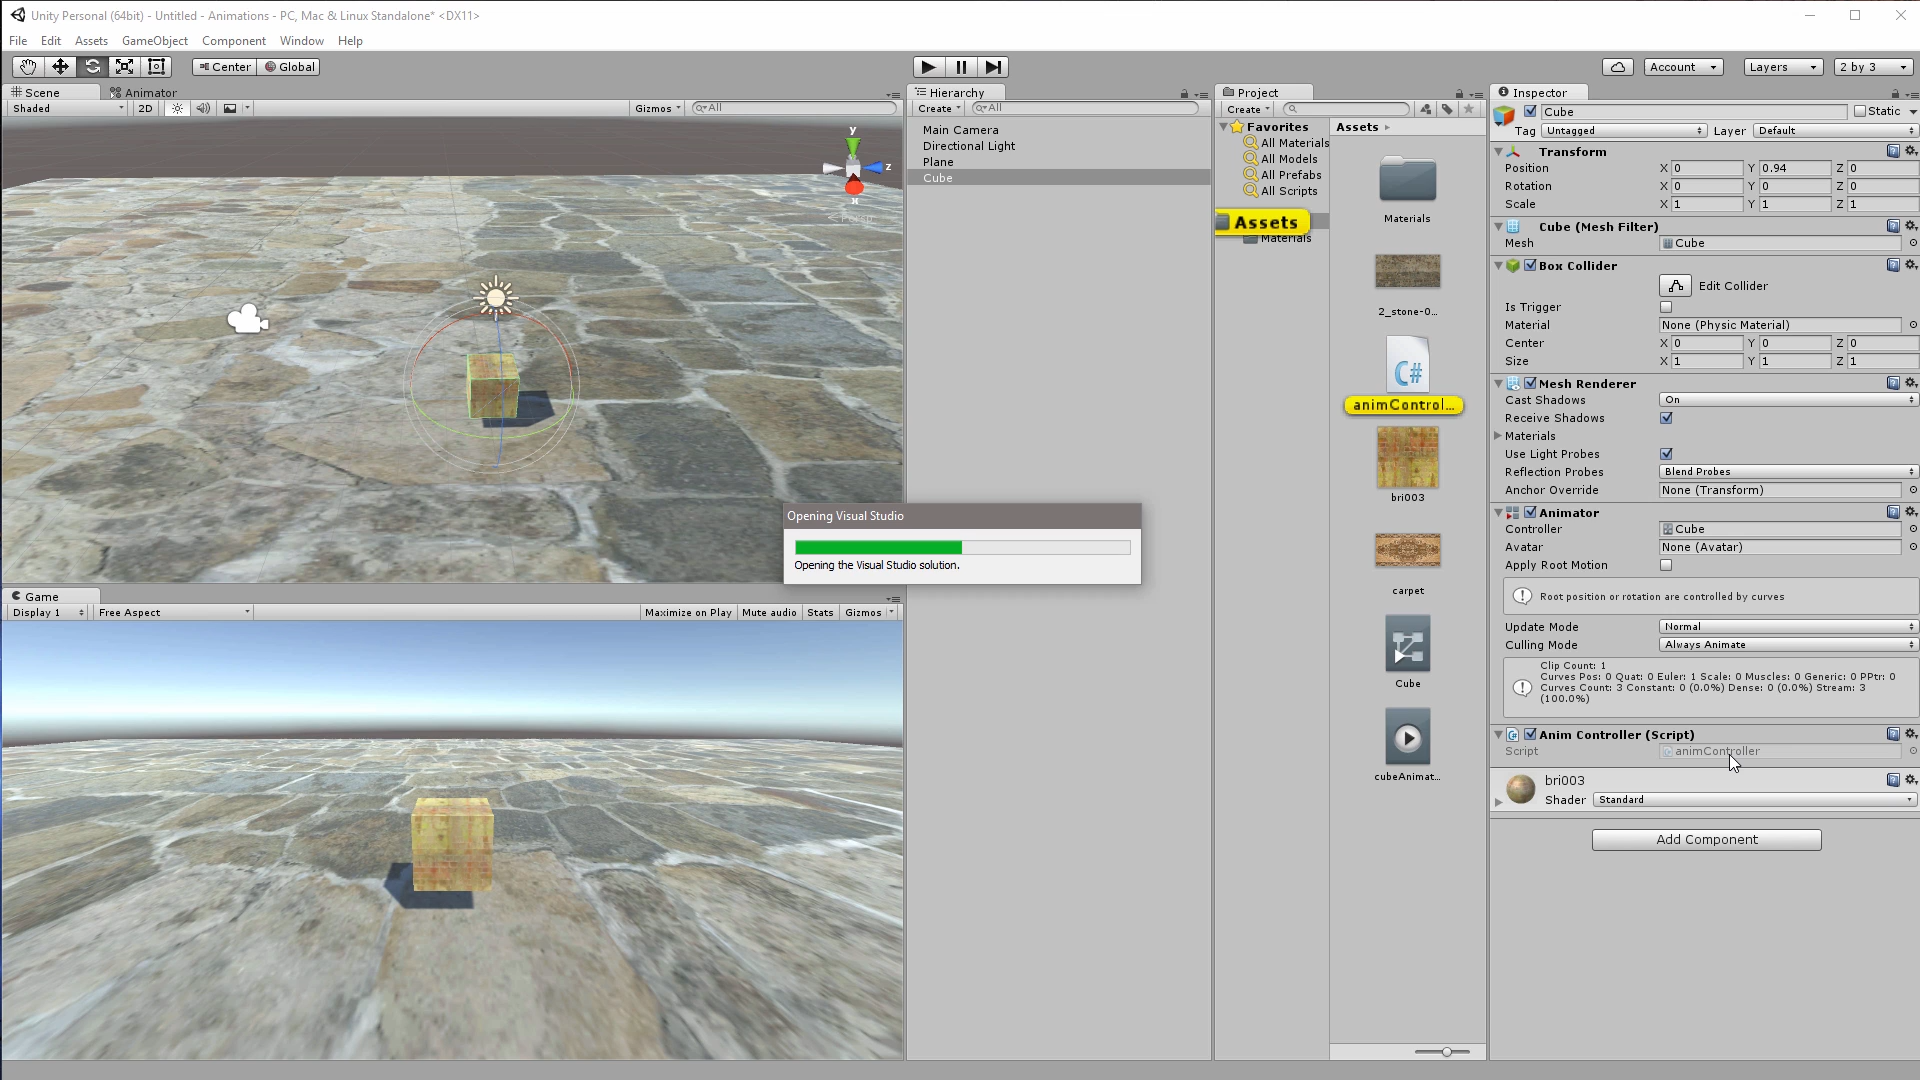 Unity Personal (64bit) - Untitled - Animations - PC, Mac & Linux Standalone* <DX11>
File Edit Assets GameObject Component Window Help
Center Global
Account Layers 2 by 3
Scene Animator
Shaded 2D Gizmos All
y
z
x
Persp
Game
Display 1 Free Aspect Maximize on Play Mute audio Stats Gizmos
Hierarchy
Create All
Main Camera
Directional Light
Plane
Cube
Opening Visual Studio
Opening the Visual Studio solution.
Project
Create
Favorites
All Materials
All Models
All Prefabs
All Scripts
Assets
Materials
Assets
Materials
2_stone-0...
C#
animControl...
bri003
carpet
Cube
cubeAnimat...
Inspector
Cube Static
Tag Untagged Layer Default
Transform
Position X 0 Y 0.94 Z 0
Rotation X 0 Y 0 Z 0
Scale X 1 Y 1 Z 1
Cube (Mesh Filter)
Mesh Cube
Box Collider
Edit Collider
Is Trigger
Material None (Physic Material)
Center X 0 Y 0 Z 0
Size X 1 Y 1 Z 1
Mesh Renderer
Cast Shadows On
Receive Shadows
Materials
Use Light Probes
Reflection Probes Blend Probes
Anchor Override None (Transform)
Animator
Controller Cube
Avatar None (Avatar)
Apply Root Motion
Root position or rotation are controlled by curves
Update Mode Normal
Culling Mode Always Animate
Clip Count: 1
Curves Pos: 0 Quat: 0 Euler: 1 Scale: 0 Muscles: 0 Generic: 0 PPtr: 0
Curves Count: 3 Constant: 0 (0.0%) Dense: 0 (0.0%) Stream: 3
(100.0%)
Anim Controller (Script)
Script animController
bri003
Shader Standard
Add Component